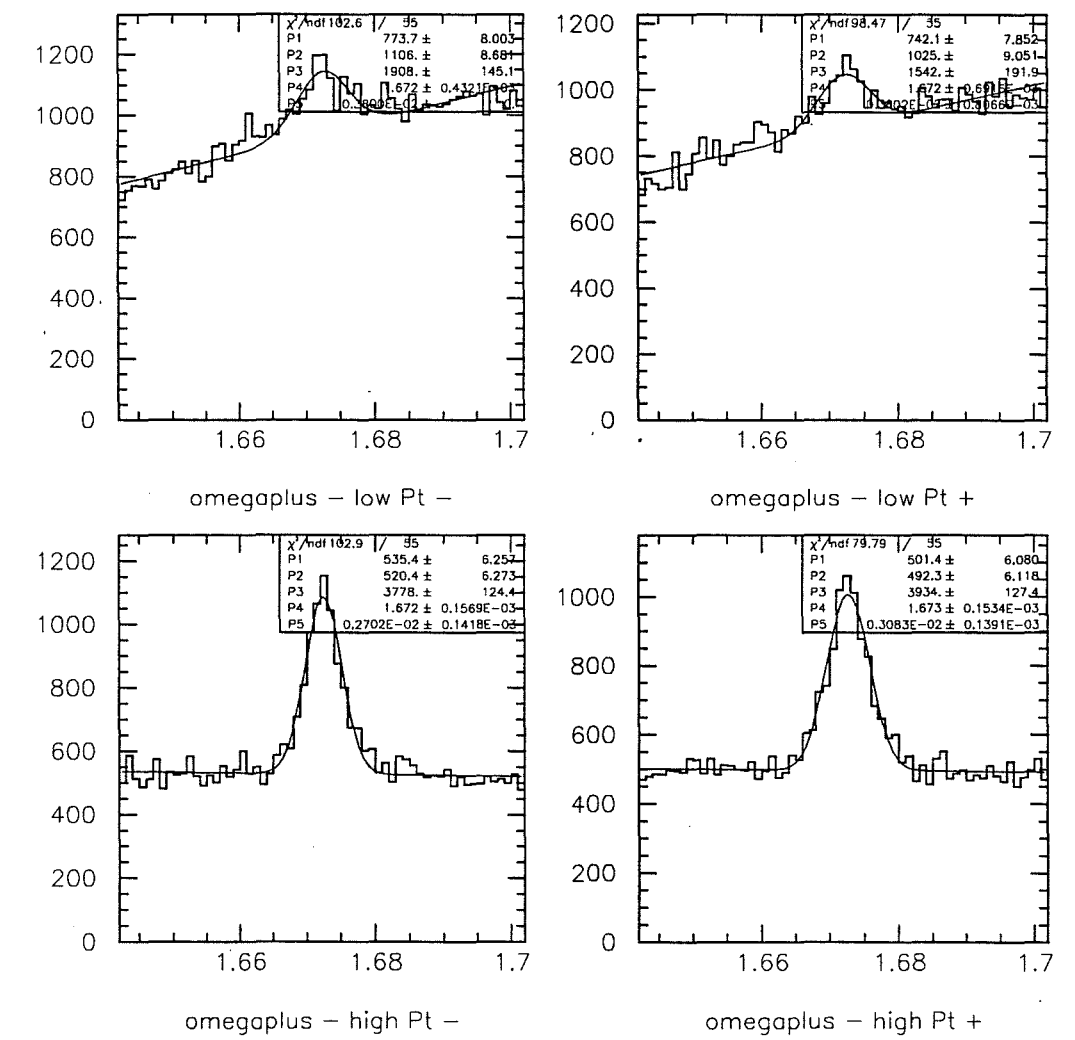 χ²/ndf 102.6 / 55
P1 773.7 ± 8.003
P2 1106. ± 8.681
P3 1908. ± 145.1
P4 1.672 ±
1200
1000
800
600
400
200
0
1.66 1.68 1.7
omegaplus - low Pt -
χ²/ndf 98.47 / 55
P1 742.1 ± 7.852
P2 1025. ± 9.051
P3 1542. ± 191.9
P4 1.672 ±
1200
1000
800
600
400
200
0
1.66 1.68 1.7
omegaplus - low Pt +
χ²/ndf 102.9 / 55
P1 535.4 ± 6.257
P2 520.4 ± 6.273
P3 3778. ± 124.4
P4 1.672 ± 0.1569E-03
P5 0.2702E-02 ± 0.1418E-03
1200
1000
800
600
400
200
0
1.66 1.68 1.7
omegaplus - high Pt -
χ²/ndf 79.79 / 55
P1 501.4 ± 6.080
P2 492.3 ± 6.118
P3 3934. ± 127.4
P4 1.673 ± 0.1534E-03
P5 0.3083E-02 ± 0.1391E-03
1000
800
600
400
200
0
1.66 1.68 1.7
omegaplus - high Pt +